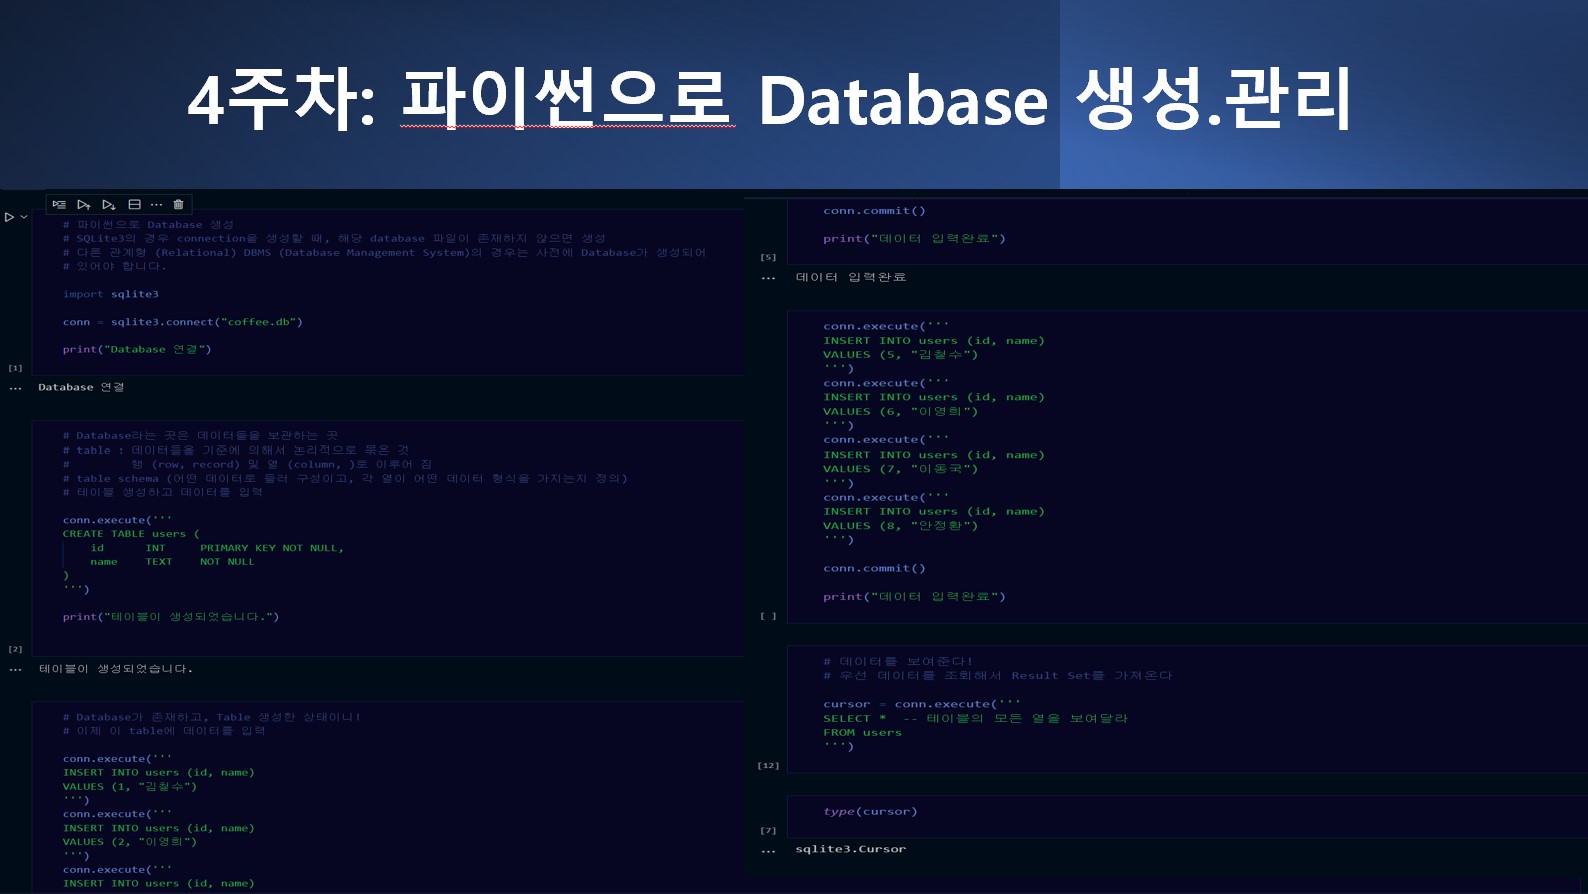 4주차: 파이썬으로 Database 생성.관리
# 파이썬으로 Database 생성
# SQLite3의 경우 connection을 생성할 때, 해당 database 파일이 존재하지 않으면 생성
# 다른 관계형 (Relational) DBMS (Database Management System)의 경우는 사전에 Database가 생성되어
# 있어야 합니다.
import sqlite3
conn = sqlite3.connect("coffee.db")
print("Database 연결")
[1]
... Database 연결
# Database라는 곳은 데이터들을 보관하는 곳
# table : 데이터들을 기준에 의해서 논리적으로 묶은 것
# 행 (row, record) 및 열 (column, )로 이루어 짐
# table schema (어떤 데이터로 들러 구성이고, 각 열이 어떤 데이터 형식을 가지는지 정의)
# 테이블 생성하고 데이터를 입력
conn.execute('''
CREATE TABLE users (
id INT PRIMARY KEY NOT NULL,
name TEXT NOT NULL
)
''')
print("테이블이 생성되었습니다.")
[2]
... 테이블이 생성되었습니다.
# Database가 존재하고, Table 생성한 상태이니!
# 이제 이 table에 데이터를 입력
conn.execute('''
INSERT INTO users (id, name)
VALUES (1, "김철수")
''')
conn.execute('''
INSERT INTO users (id, name)
VALUES (2, "이영희")
''')
conn.execute('''
INSERT INTO users (id, name)
conn.commit()
print("데이터 입력완료")
[5]
... 데이터 입력완료
conn.execute('''
INSERT INTO users (id, name)
VALUES (5, "김철수")
''')
conn.execute('''
INSERT INTO users (id, name)
VALUES (6, "이영희")
''')
conn.execute('''
INSERT INTO users (id, name)
VALUES (7, "이동국")
''')
conn.execute('''
INSERT INTO users (id, name)
VALUES (8, "안정환")
''')
conn.commit()
print("데이터 입력완료")
[ ]
# 데이터를 보여준다!
# 우선 데이터를 조회해서 Result Set를 가져온다
cursor = conn.execute('''
SELECT * -- 테이블의 모든 열을 보여달라
FROM users
''')
[12]
type(cursor)
[7]
... sqlite3.Cursor